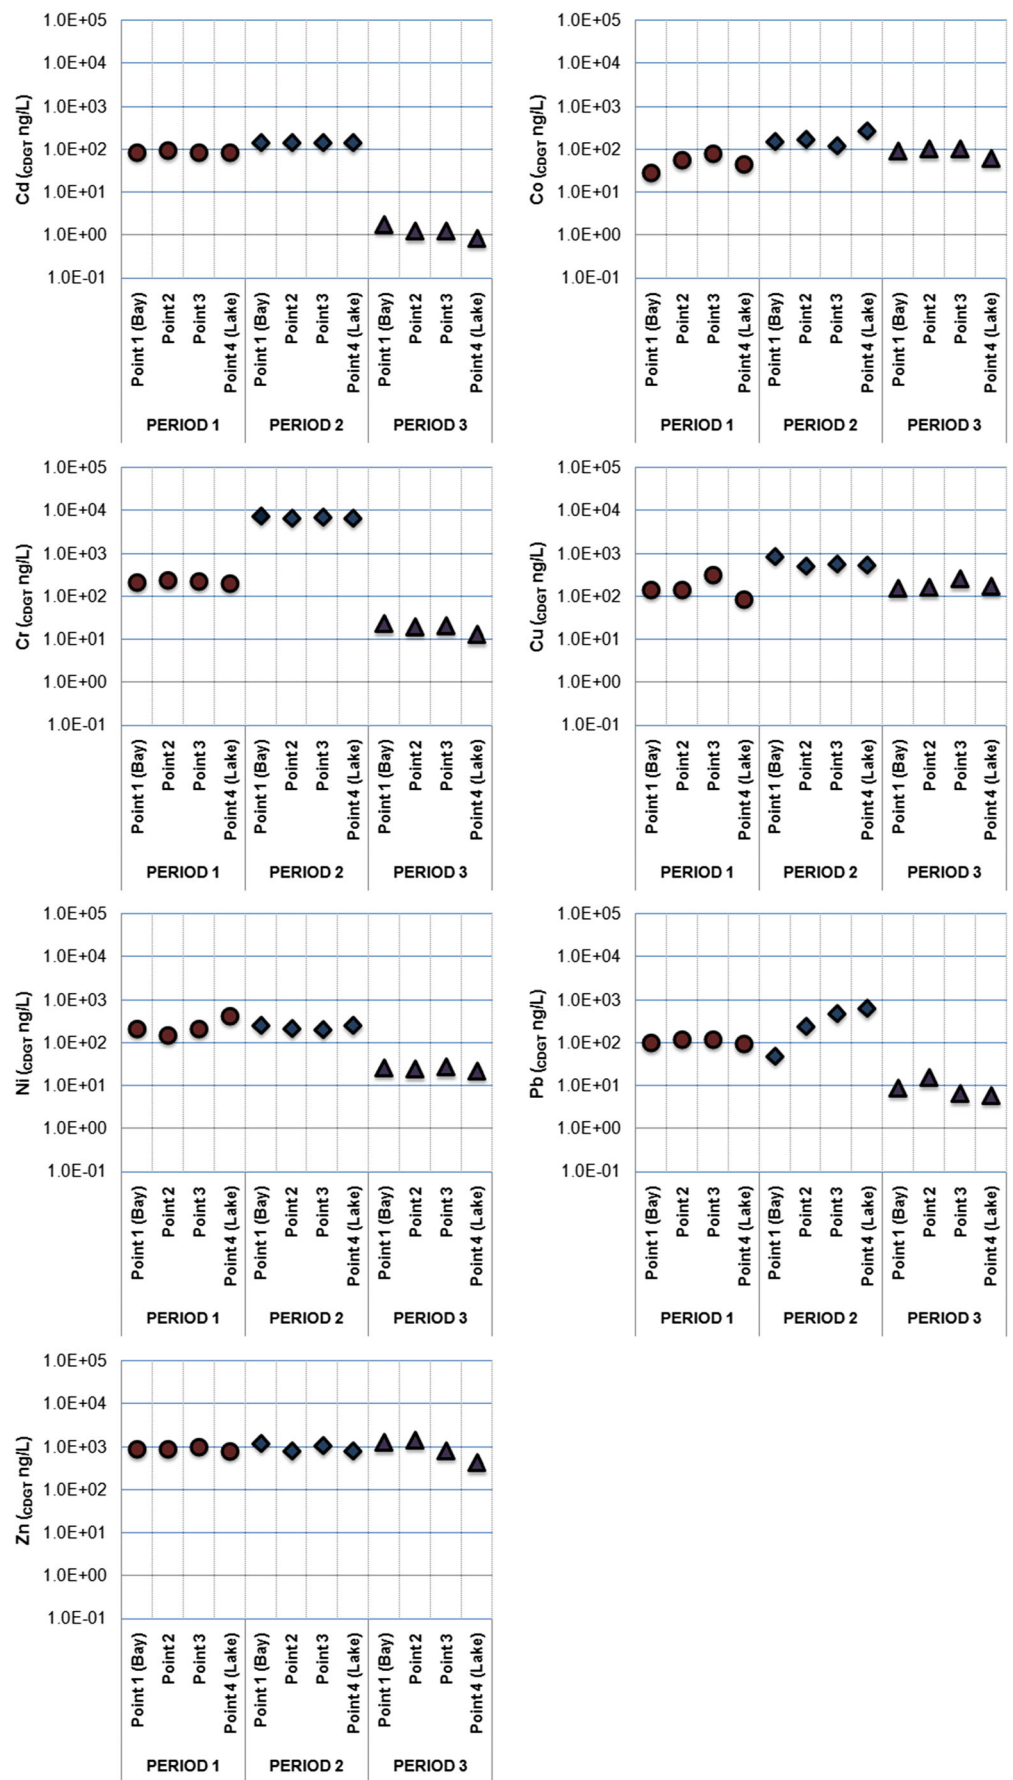 1.0E+05
1.0E+04
1.0E+03
1.0E+02
1.0E+01
1.0E+00
1.0E-01
Cd (CDGT ng/L)
Point 1 (Bay)
Point 2
Point 3
Point 4 (Lake)
Point 1 (Bay)
Point 2
Point 3
Point 4 (Lake)
Point 1 (Bay)
Point 2
Point 3
Point 4 (Lake)
PERIOD 1
PERIOD 2
PERIOD 3
1.0E+05
1.0E+04
1.0E+03
1.0E+02
1.0E+01
1.0E+00
1.0E-01
Co (CDGT ng/L)
Point 1 (Bay)
Point 2
Point 3
Point 4 (Lake)
Point 1 (Bay)
Point 2
Point 3
Point 4 (Lake)
Point 1 (Bay)
Point 2
Point 3
Point 4 (Lake)
PERIOD 1
PERIOD 2
PERIOD 3
1.0E+05
1.0E+04
1.0E+03
1.0E+02
1.0E+01
1.0E+00
1.0E-01
Cr (CDGT ng/L)
Point 1 (Bay)
Point 2
Point 3
Point 4 (Lake)
Point 1 (Bay)
Point 2
Point 3
Point 4 (Lake)
Point 1 (Bay)
Point 2
Point 3
Point 4 (Lake)
PERIOD 1
PERIOD 2
PERIOD 3
1.0E+05
1.0E+04
1.0E+03
1.0E+02
1.0E+01
1.0E+00
1.0E-01
Cu (CDGT ng/L)
Point 1 (Bay)
Point 2
Point 3
Point 4 (Lake)
Point 1 (Bay)
Point 2
Point 3
Point 4 (Lake)
Point 1 (Bay)
Point 2
Point 3
Point 4 (Lake)
PERIOD 1
PERIOD 2
PERIOD 3
1.0E+05
1.0E+04
1.0E+03
1.0E+02
1.0E+01
1.0E+00
1.0E-01
Ni (CDGT ng/L)
Point 1 (Bay)
Point 2
Point 3
Point 4 (Lake)
Point 1 (Bay)
Point 2
Point 3
Point 4 (Lake)
Point 1 (Bay)
Point 2
Point 3
Point 4 (Lake)
PERIOD 1
PERIOD 2
PERIOD 3
1.0E+05
1.0E+04
1.0E+03
1.0E+02
1.0E+01
1.0E+00
1.0E-01
Pb (CDGT ng/L)
Point 1 (Bay)
Point 2
Point 3
Point 4 (Lake)
Point 1 (Bay)
Point 2
Point 3
Point 4 (Lake)
Point 1 (Bay)
Point 2
Point 3
Point 4 (Lake)
PERIOD 1
PERIOD 2
PERIOD 3
1.0E+05
1.0E+04
1.0E+03
1.0E+02
1.0E+01
1.0E+00
1.0E-01
Zn (CDGT ng/L)
Point 1 (Bay)
Point 2
Point 3
Point 4 (Lake)
Point 1 (Bay)
Point 2
Point 3
Point 4 (Lake)
Point 1 (Bay)
Point 2
Point 3
Point 4 (Lake)
PERIOD 1
PERIOD 2
PERIOD 3